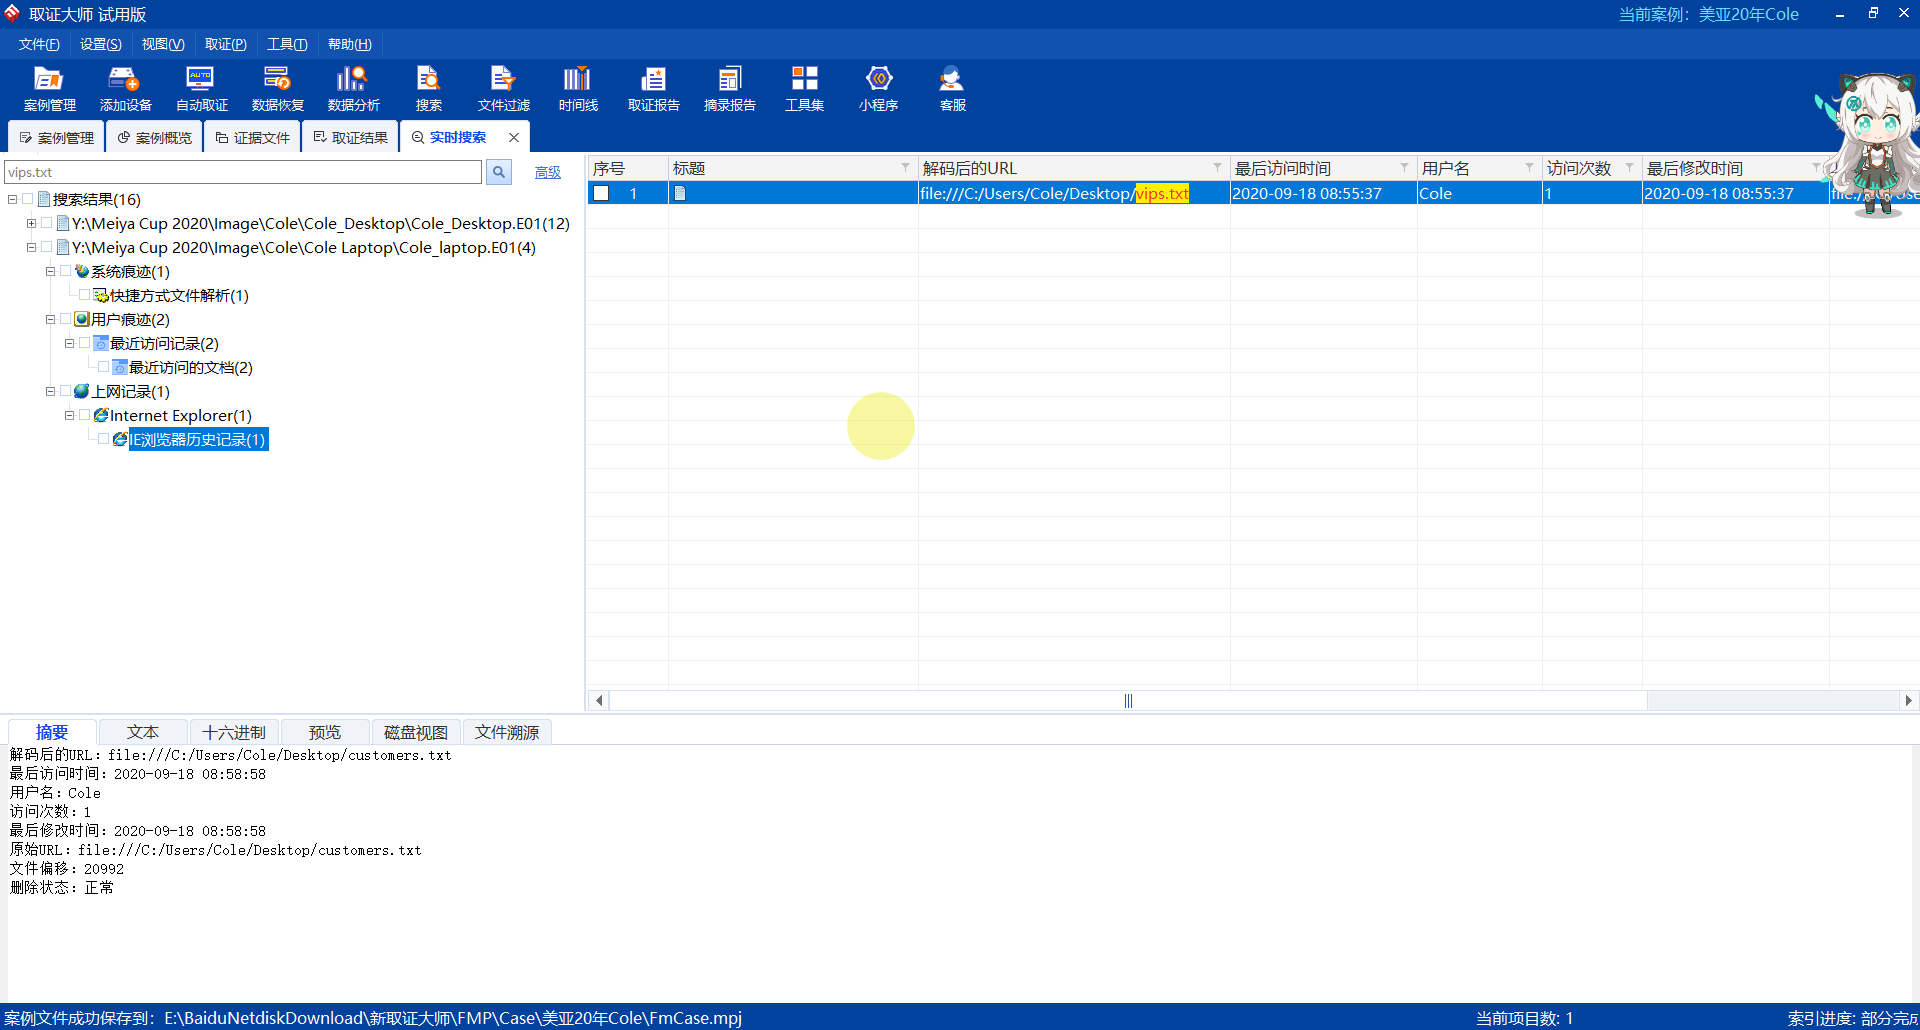 取证大师 试用版
当前案例：美亚20年Cole
文件(F) 设置(S) 视图(V) 取证(P) 工具(T) 帮助(H)
案例管理 添加设备 自动取证 数据恢复 数据分析 搜索 文件过滤 时间线 取证报告 摘录报告 工具集 小程序 客服
案例管理 案例概览 证据文件 取证结果 实时搜索
vips.txt
高级
序号 标题 解码后的URL 最后访问时间 用户名 访问次数 最后修改时间
1 file:///C:/Users/Cole/Desktop/vips.txt 2020-09-18 08:55:37 Cole 1 2020-09-18 08:55:37
搜索结果(16)
Y:\Meiya Cup 2020\Image\Cole\Cole_Desktop\Cole_Desktop.E01(12)
Y:\Meiya Cup 2020\Image\Cole\Cole Laptop\Cole_laptop.E01(4)
系统痕迹(1)
快捷方式文件解析(1)
用户痕迹(2)
最近访问记录(2)
最近访问的文档(2)
上网记录(1)
Internet Explorer(1)
IE浏览器历史记录(1)
摘要 文本 十六进制 预览 磁盘视图 文件溯源
解码后的URL：file:///C:/Users/Cole/Desktop/customers.txt
最后访问时间：2020-09-18 08:58:58
用户名：Cole
访问次数：1
最后修改时间：2020-09-18 08:58:58
原始URL：file:///C:/Users/Cole/Desktop/customers.txt
文件偏移：20992
删除状态：正常
案例文件成功保存到：E:\BaiduNetdiskDownload\新取证大师\FMP\Case\美亚20年Cole\FmCase.mpj
当前项目数: 1
索引进度: 部分完